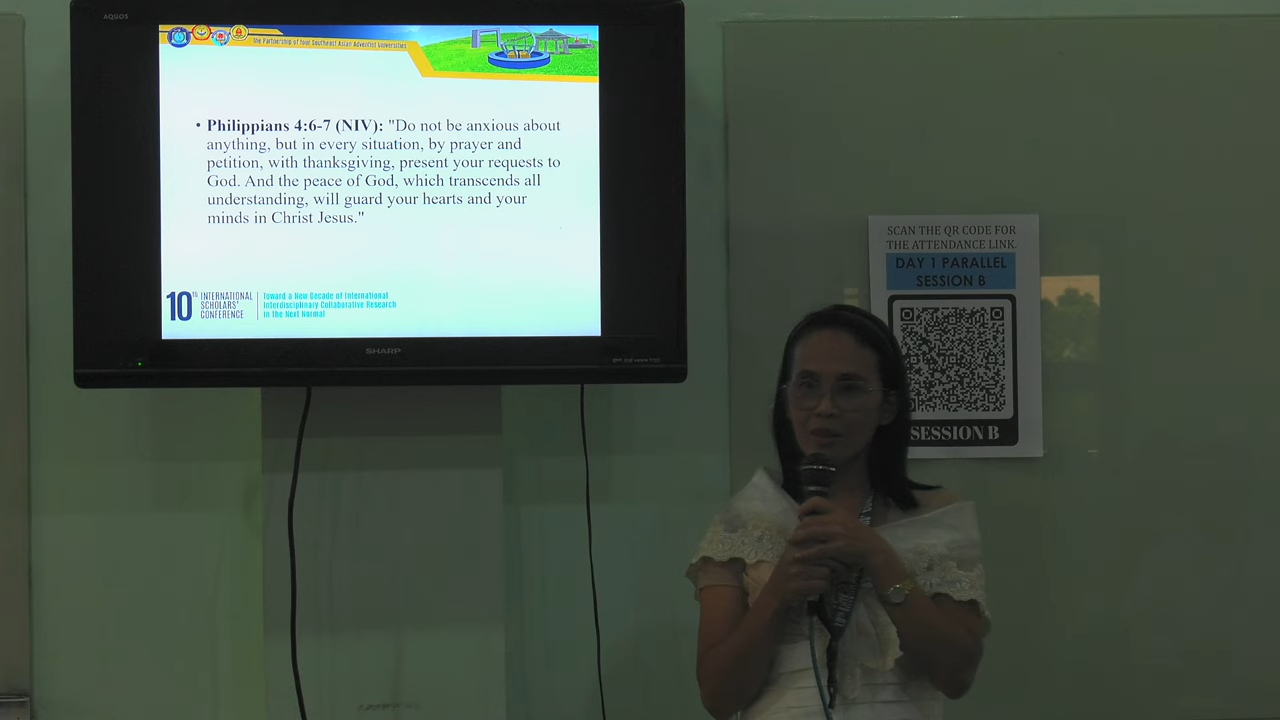 AQUOS
The Partnership of Four Southeast Asian Adventist Universities
• Philippians 4:6-7 (NIV): "Do not be anxious about
anything, but in every situation, by prayer and
petition, with thanksgiving, present your requests to
God. And the peace of God, which transcends all
understanding, will guard your hearts and your
minds in Christ Jesus."
10TH INTERNATIONAL
SCHOLARS'
CONFERENCE
Toward a New Decade of International
Interdisciplinary Collaborative Research
in the Next Normal
SHARP
SCAN THE QR CODE FOR
THE ATTENDANCE LINK.
DAY 1 PARALLEL
SESSION B
SESSION B